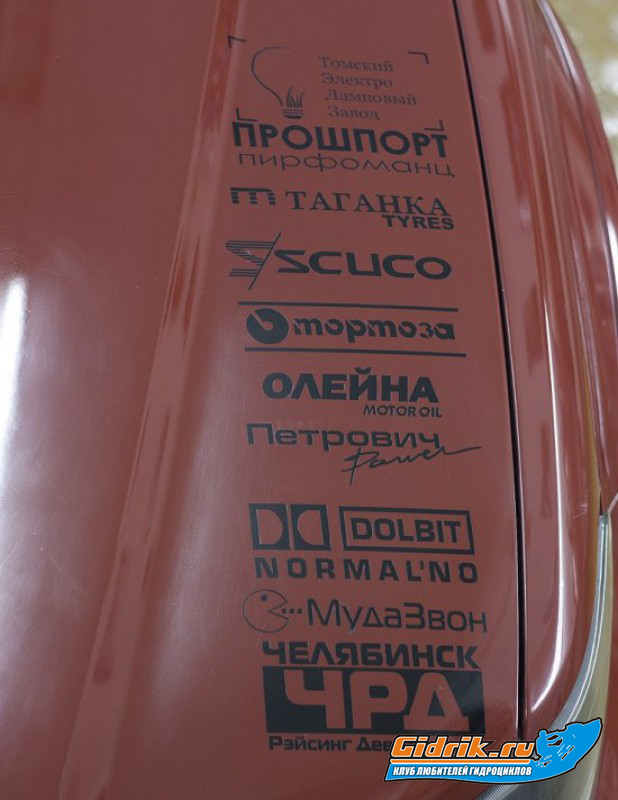 Томский
Электро
Ламповый
Завод
ПРОШПОРТ
пирфоманц
ТАГАНКА
TYRES
SCUCO
тормоза
ОЛЕЙНА
MOTOR OIL
Петрович
Power
DOLBIT
NORMAL'NO
МудаЗвон
ЧЕЛЯБИНСК
ЧРД
Рэйсинг
Gidrik.ru
КЛУБ ЛЮБИТЕЛЕЙ ГИДРОЦИКЛОВ